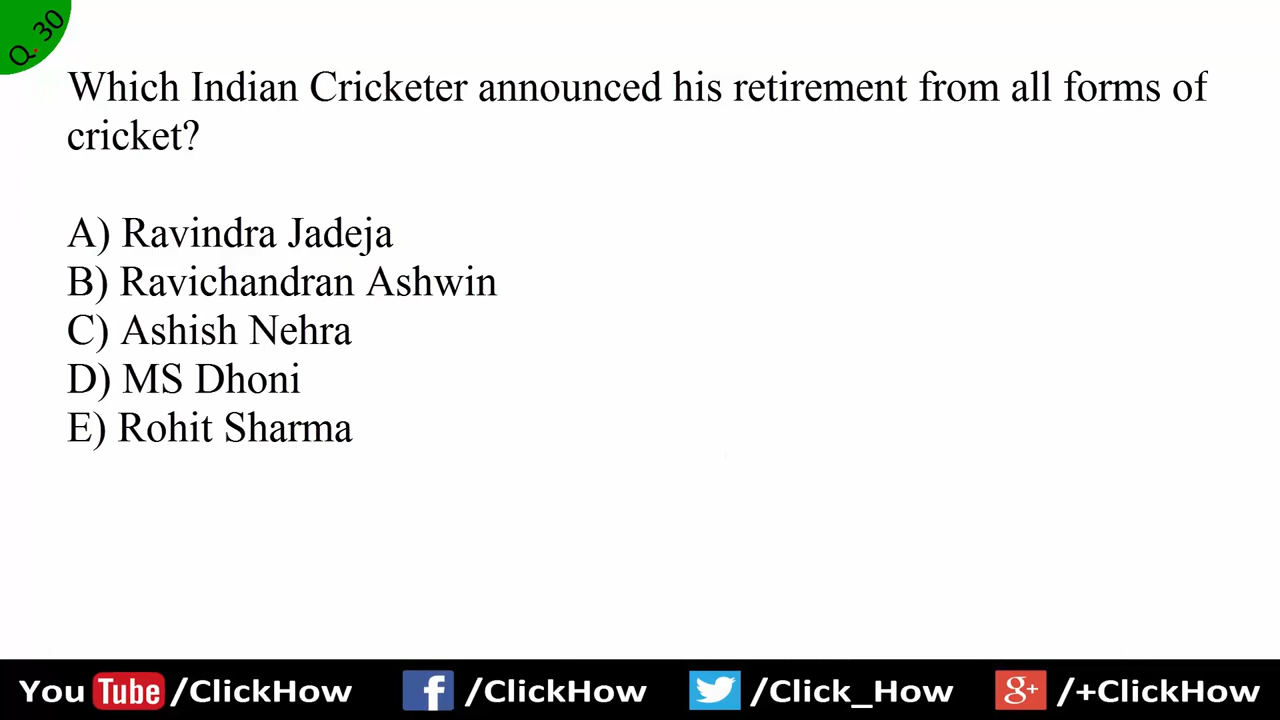 Q. 30
Which Indian Cricketer announced his retirement from all forms of
cricket?
A) Ravindra Jadeja
B) Ravichandran Ashwin
C) Ashish Nehra
D) MS Dhoni
E) Rohit Sharma
You Tube /ClickHow f /ClickHow /Click_How g+ /+ClickHow